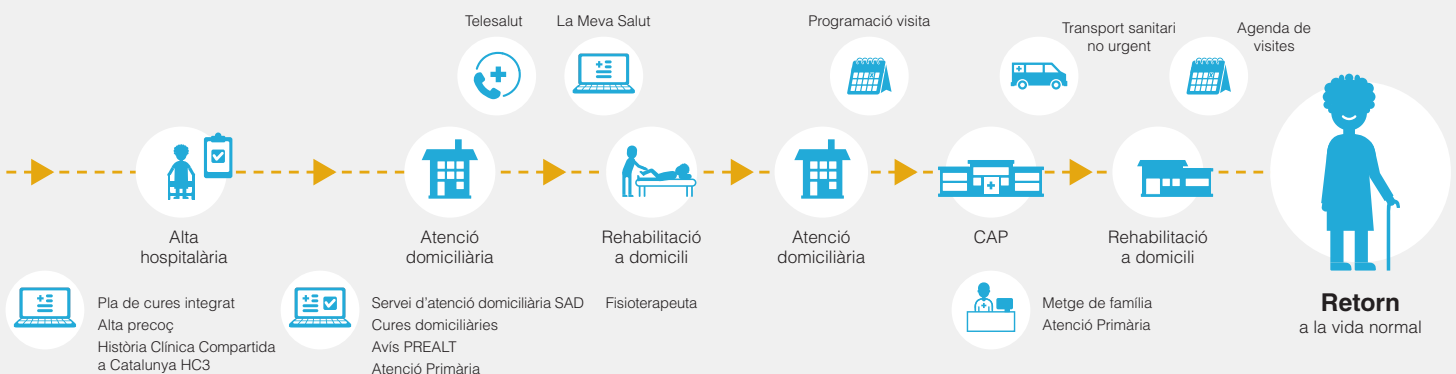 Telesalut
La Meva Salut
Programació visita
Transport sanitari
no urgent
Agenda de
visites
Alta
hospitalària
Atenció
domiciliària
Rehabilitació
a domicili
Atenció
domiciliària
CAP
Rehabilitació
a domicili
Pla de cures integrat
Alta precoç
Història Clínica Compartida
a Catalunya HC3
Servei d'atenció domiciliària SAD
Cures domiciliàries
Avís PREALT
Atenció Primària
Fisioterapeuta
Metge de família
Atenció Primària
Retorn
a la vida normal